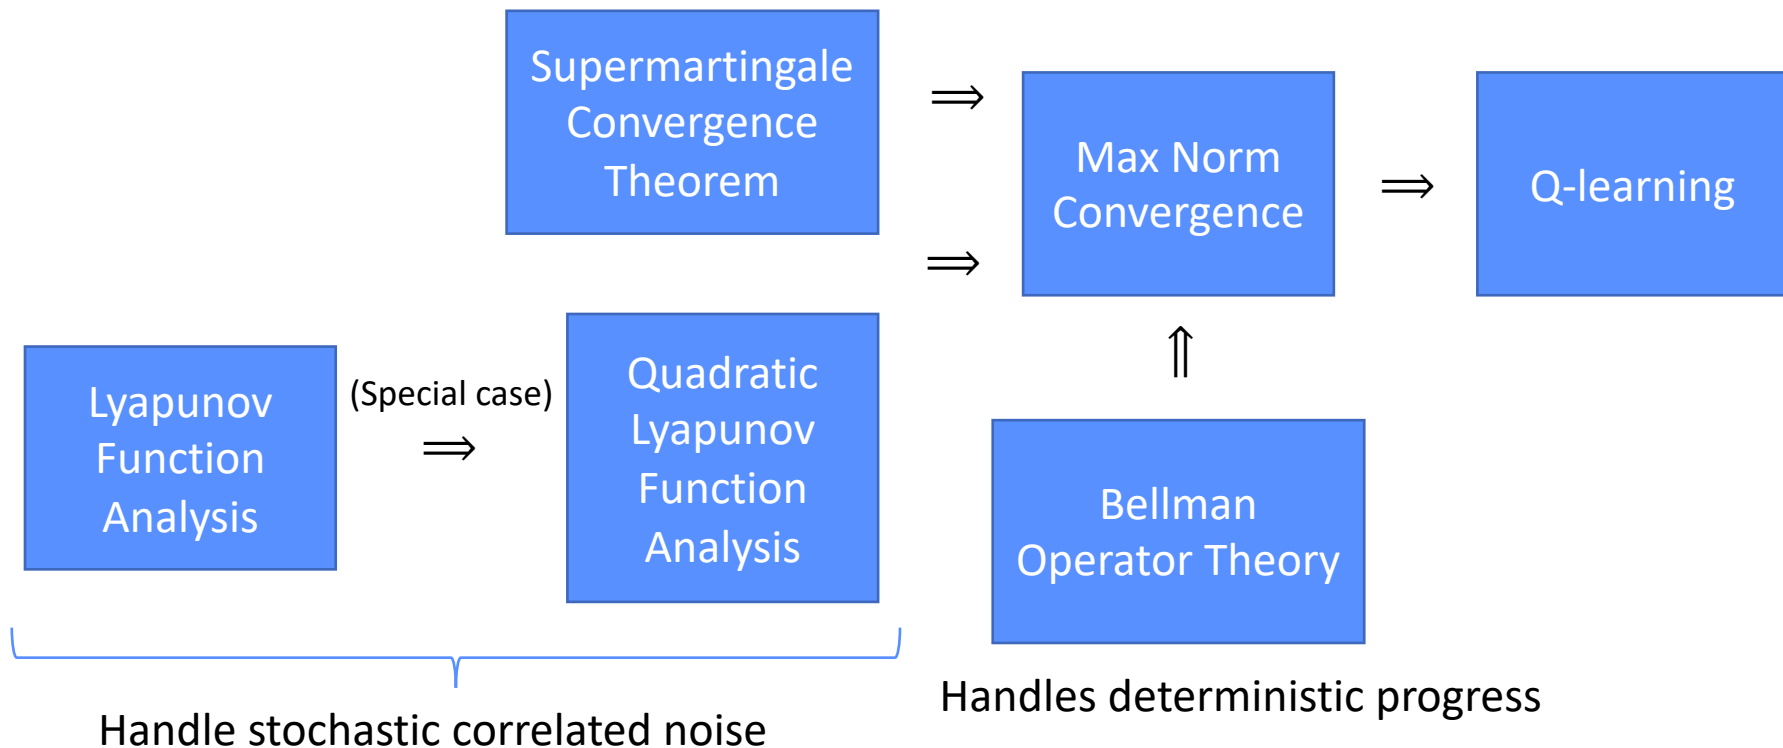 Supermartingale
Convergence
Theorem
⇒
⇒
Max Norm
Convergence
⇒
Q-learning
Lyapunov
Function
Analysis
(Special case)
⇒
Quadratic
Lyapunov
Function
Analysis
⇑
Bellman
Operator Theory
Handle stochastic correlated noise
Handles deterministic progress